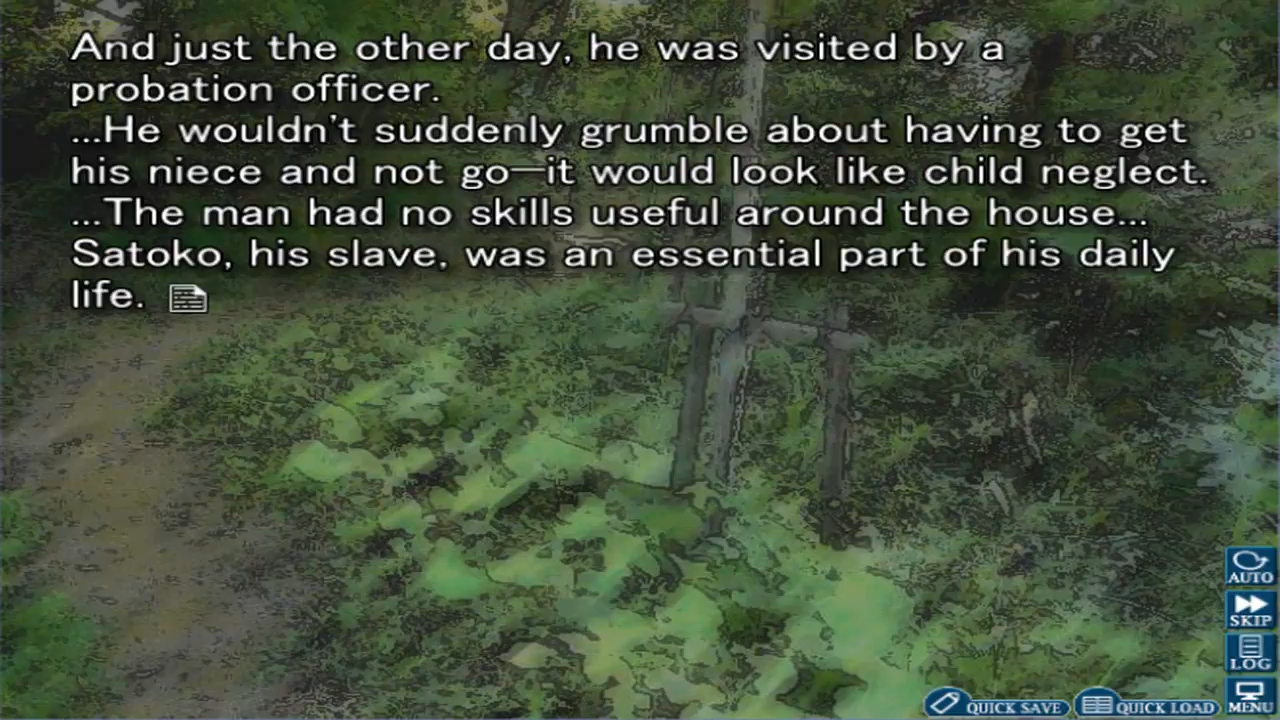 And just the other day, he was visited by a
probation officer.
...He wouldn't suddenly grumble about having to get
his niece and not go—it would look like child neglect.
...The man had no skills useful around the house...
Satoko, his slave, was an essential part of his daily
life.
AUTO
SKIP
LOG
MENU
QUICK SAVE
QUICK LOAD